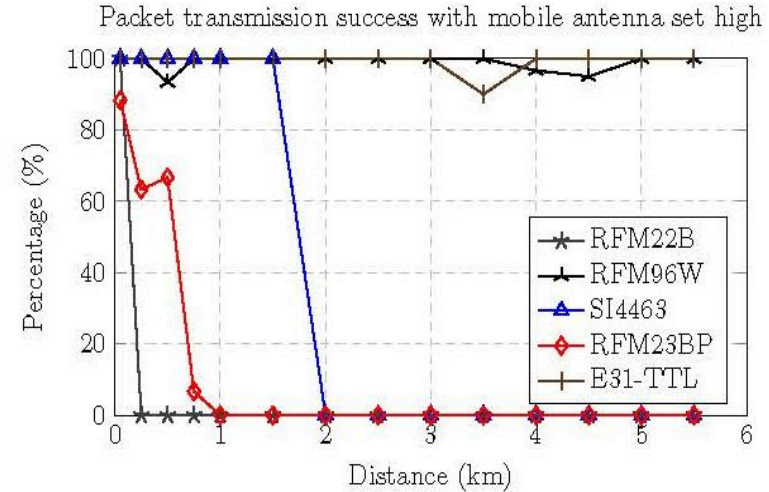 Packet transmission success with mobile antenna set high
100
80
60
40
20
0
Percentage (%)
RFM22B
RFM96W
SI4463
RFM23BP
E31-TTL
0 1 2 3 4 5 6
Distance (km)